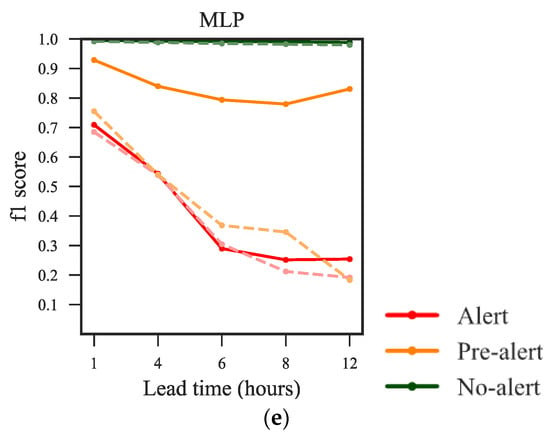 MLP
1.0
0.9
0.8
0.7
0.6
0.5
0.4
0.3
0.2
0.1
f1 score
1 4 6 8 12
Lead time (hours)
Alert
Pre-alert
No-alert
(e)